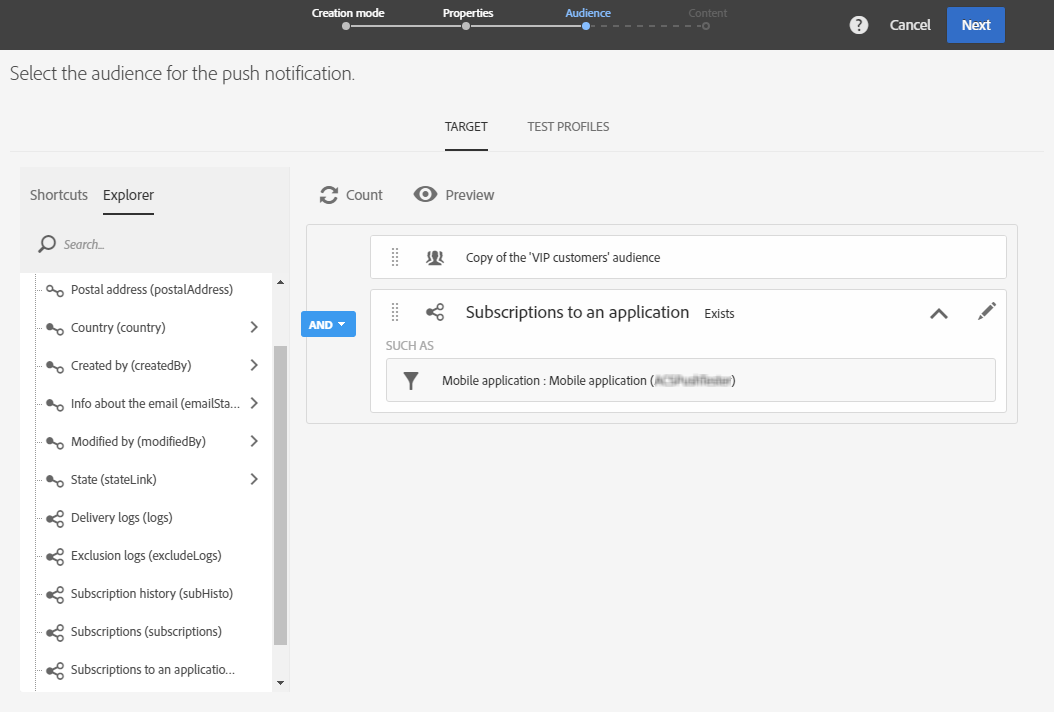 Creation mode
Properties
Audience
Content
?
Cancel
Next
Select the audience for the push notification.
TARGET
TEST PROFILES
Shortcuts
Explorer
Search...
Postal address (postalAddress)
Country (country)
Created by (createdBy)
Info about the email (emailSta...
Modified by (modifiedBy)
State (stateLink)
Delivery logs (logs)
Exclusion logs (excludeLogs)
Subscription history (subHisto)
Subscriptions (subscriptions)
Subscriptions to an applicatio...
Count
Preview
Copy of the 'VIP customers' audience
AND
Subscriptions to an application Exists
SUCH AS
Mobile application : Mobile application ( )